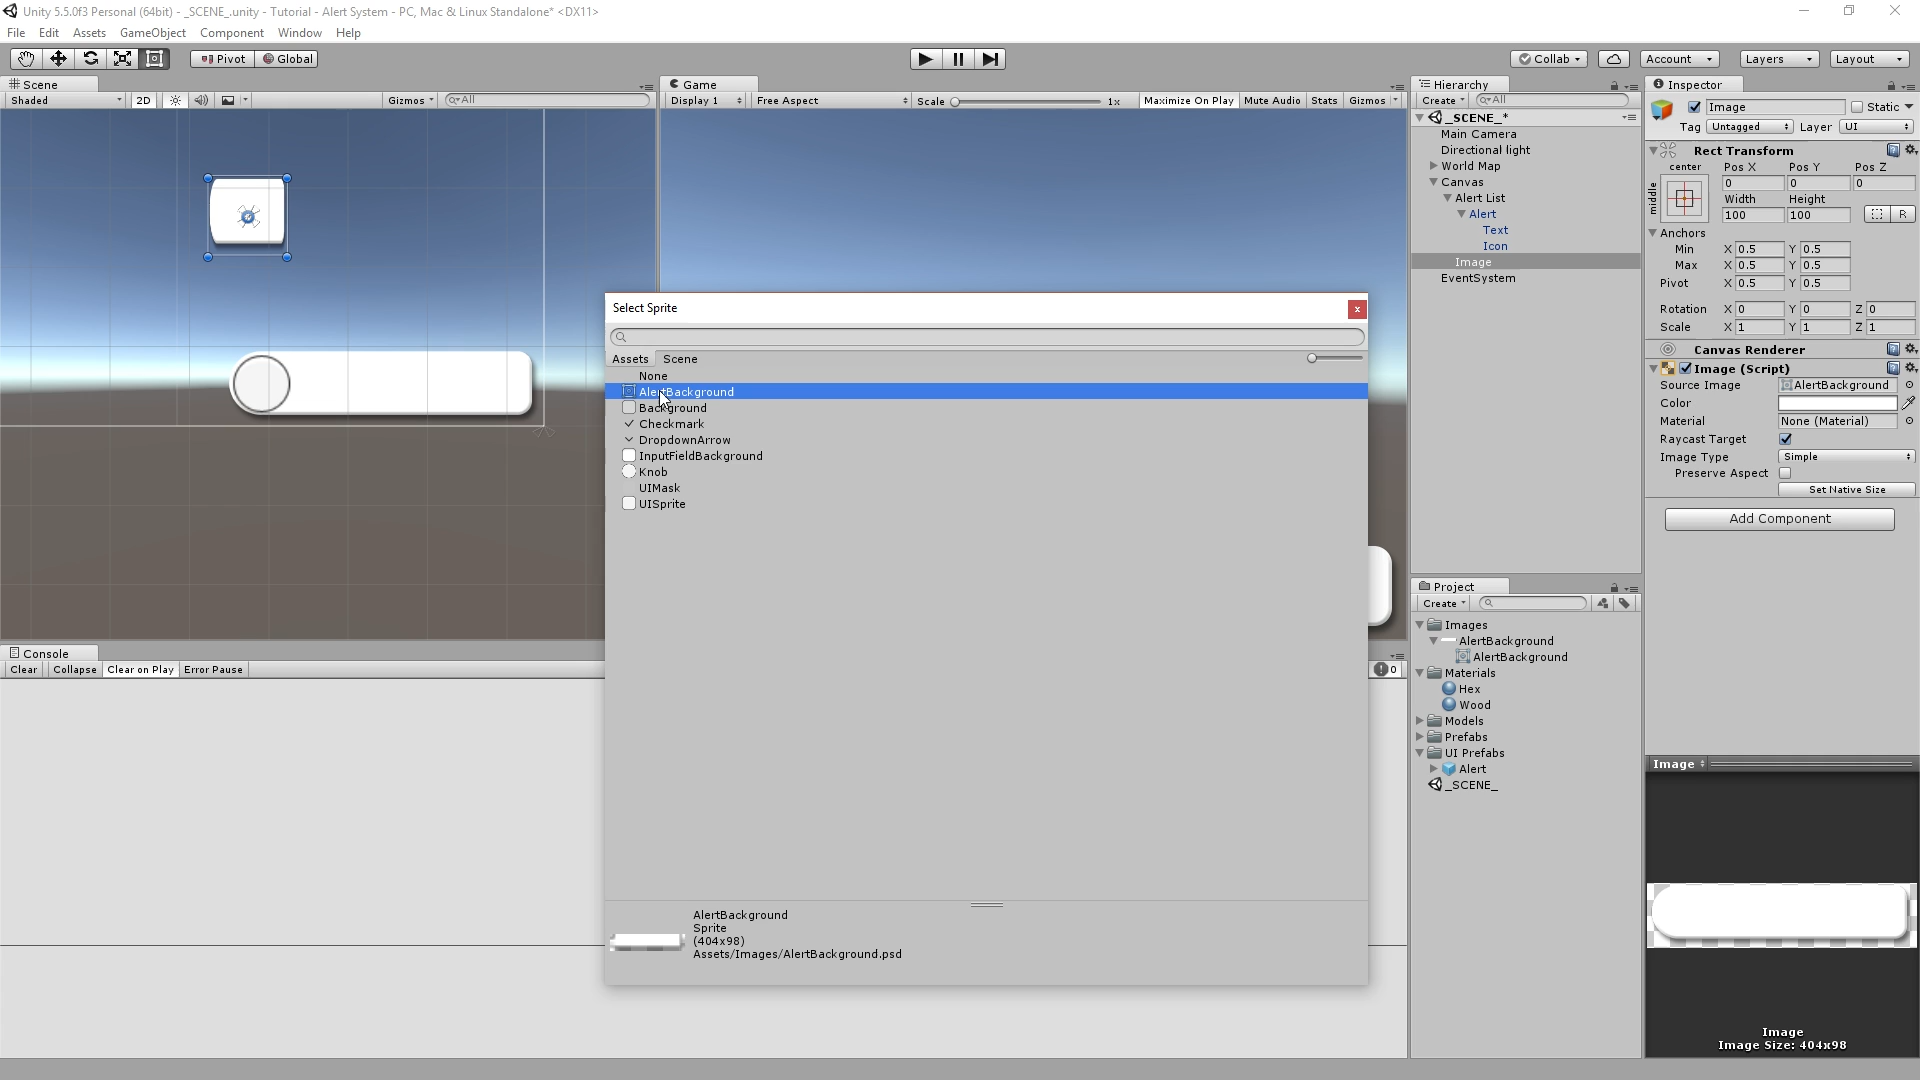 Unity 5.5.0f3 Personal (64bit) - _SCENE_.unity - Tutorial - Alert System - PC, Mac & Linux Standalone* <DX11>
File Edit Assets GameObject Component Window Help
Pivot Global Collab Account Layers Layout
Scene
Shaded 2D Gizmos All
Game
Display 1 Free Aspect Scale 1x Maximize On Play Mute Audio Stats Gizmos
Hierarchy
Create All
_SCENE_*
Main Camera
Directional light
World Map
Canvas
Alert List
Alert
Text
Icon
Image
EventSystem
Inspector
Image Static
Tag Untagged Layer UI
Rect Transform
center Pos X Pos Y Pos Z
middle
0 0 0
Width Height
100 100 R
Anchors
Min X 0.5 Y 0.5
Max X 0.5 Y 0.5
Pivot X 0.5 Y 0.5
Rotation X 0 Y 0 Z 0
Scale X 1 Y 1 Z 1
Canvas Renderer
Image (Script)
Source Image AlertBackground
Color
Material None (Material)
Raycast Target
Image Type Simple
Preserve Aspect
Set Native Size
Add Component
Select Sprite
Assets Scene
None
AlertBackground
Background
Checkmark
DropdownArrow
InputFieldBackground
Knob
UIMask
UISprite
AlertBackground
Sprite
(404x98)
Assets/Images/AlertBackground.psd
Console
Clear Collapse Clear on Play Error Pause 0
Project
Create
Images
AlertBackground
AlertBackground
Materials
Hex
Wood
Models
Prefabs
UI Prefabs
Alert
_SCENE_
Image
Image
Image Size: 404x98